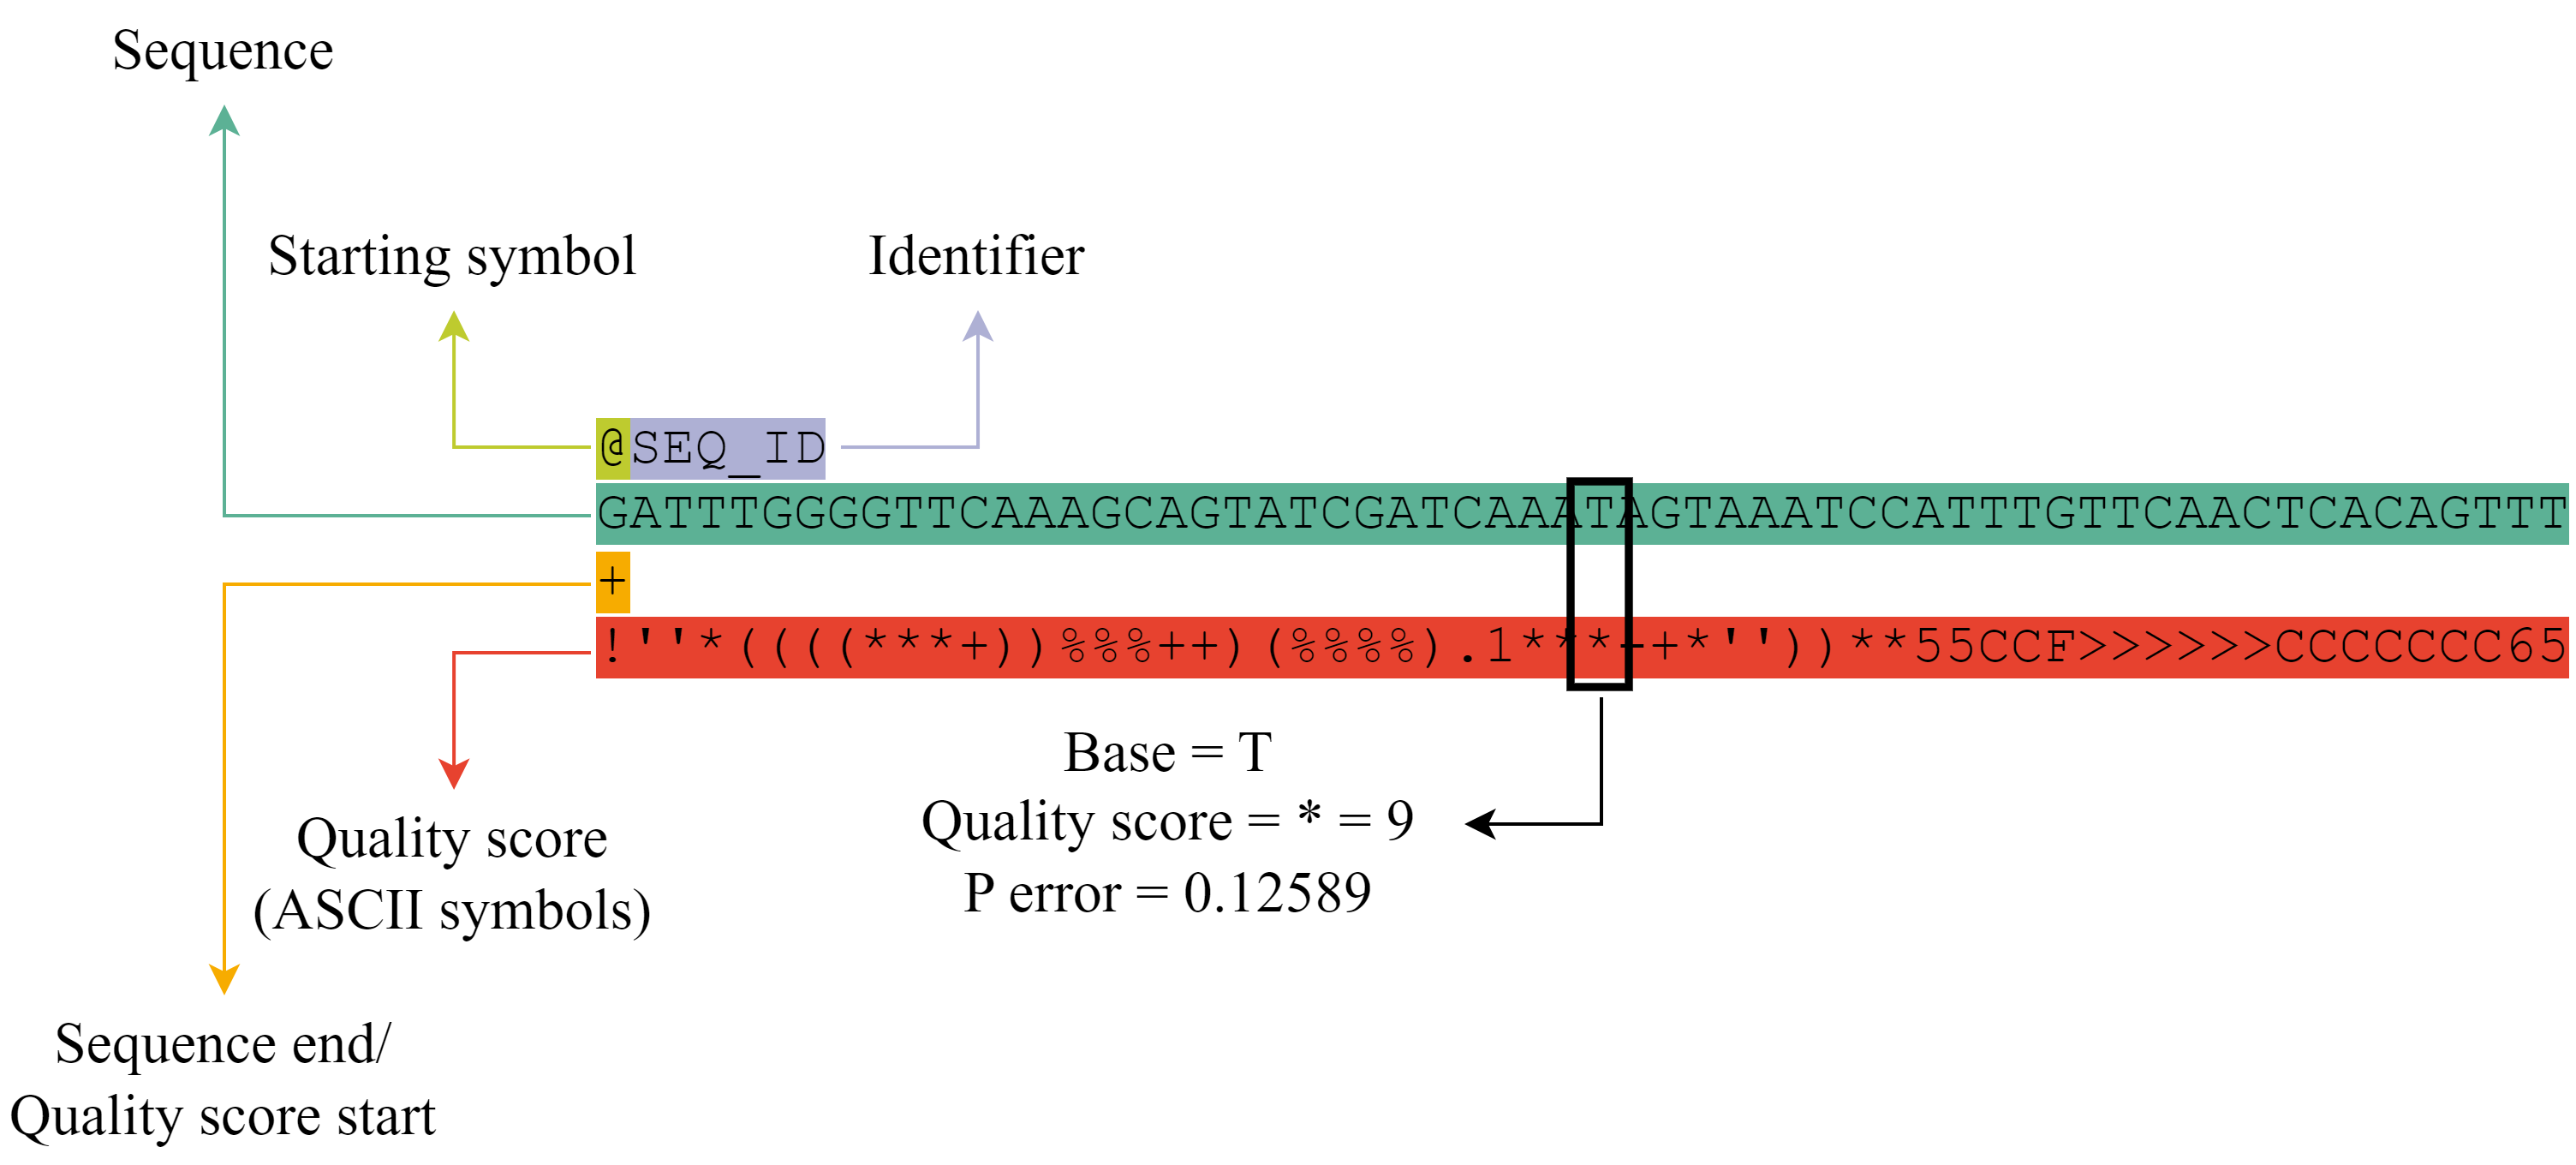 Sequence
Starting symbol
Identifier
@SEQ_ID
GATTTGGGGTTCAAAGCAGTATCGATCAAATAGTAAATCCATTTGTTCAACTCACAGTTT
+
!''*((((***+))%%%++)(%%%%).1***-+*''))**55CCF>>>>>>CCCCCCC65
Base = T
Quality score = * = 9
P error = 0.12589
Quality score
(ASCII symbols)
Sequence end/
Quality score start